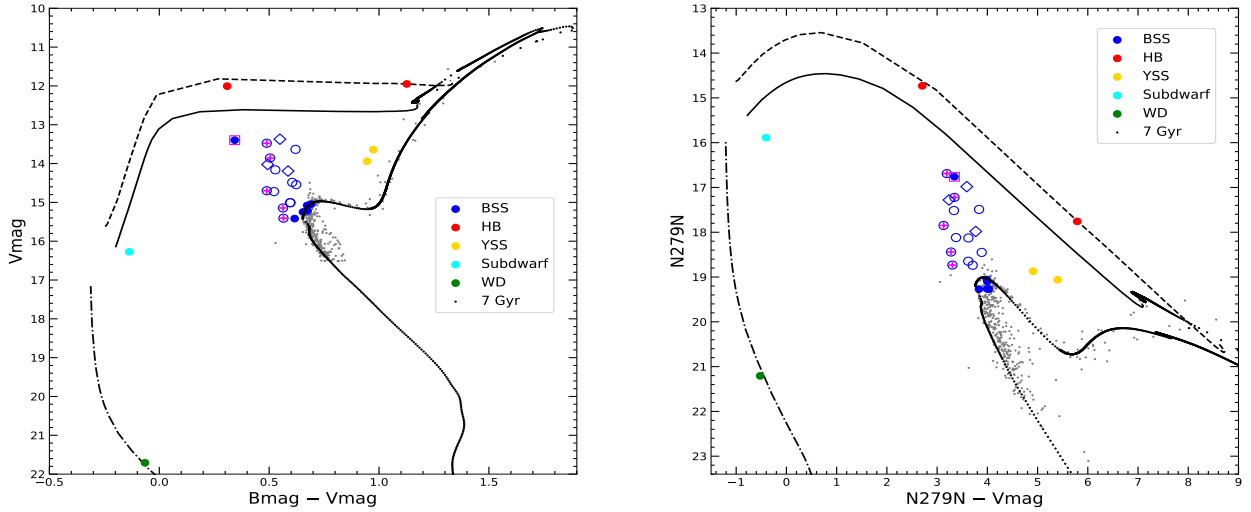 10
11
12
13
14
15
16
17
18
19
20
21
22
−0.5
0.0
0.5
1.0
1.5
Vmag
Bmag − Vmag
BSS
HB
YSS
Subdwarf
WD
7 Gyr
13
14
15
16
17
18
19
20
21
22
23
−1
0
1
2
3
4
5
6
7
8
9
N279N
N279N − Vmag
BSS
HB
YSS
Subdwarf
WD
7 Gyr